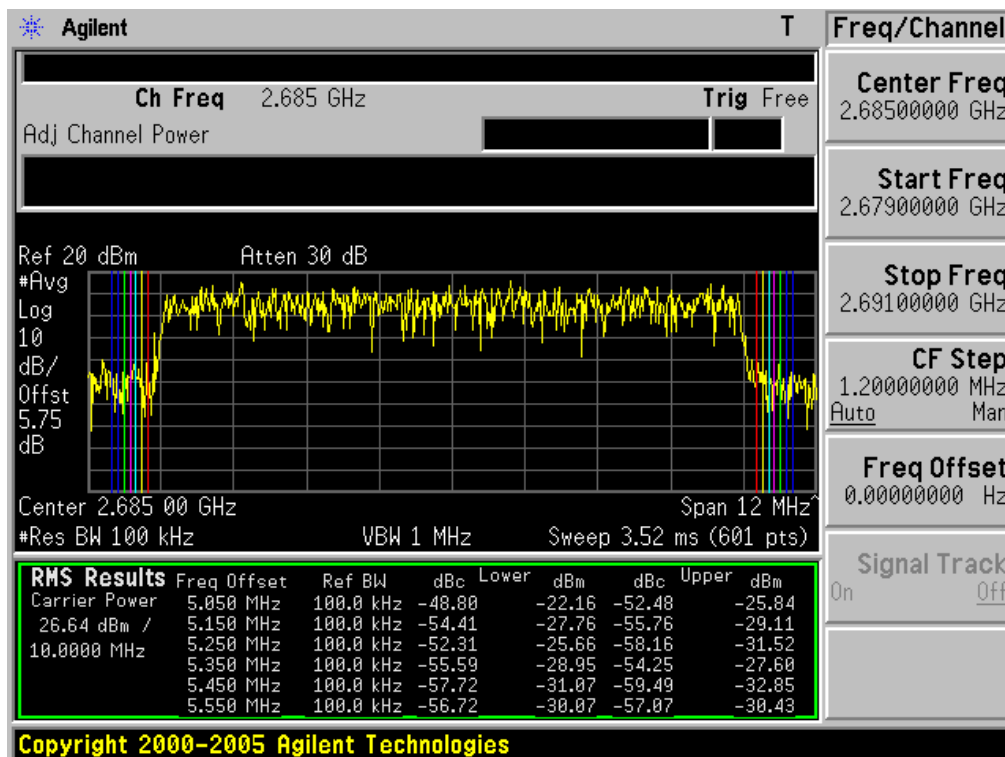 Agilent T Freq/Channel
Ch Freq 2.685 GHz Trig Free
Adj Channel Power
Center Freq
2.68500000 GHz
Start Freq
2.67900000 GHz
Stop Freq
2.69100000 GHz
CF Step
1.20000000 MHz
Auto Man
Freq Offset
0.00000000 Hz
Signal Track
On Off
Ref 20 dBm Atten 30 dB
#Avg
Log
10
dB/
Offst
5.75
dB
Center 2.685 00 GHz Span 12 MHz^
#Res BW 100 kHz VBW 1 MHz Sweep 3.52 ms (601 pts)
RMS Results Freq Offset Ref BW dBc Lower dBm dBc Upper dBm
Carrier Power 5.050 MHz 100.0 kHz -48.80 -22.16 -52.48 -25.84
26.64 dBm / 5.150 MHz 100.0 kHz -54.41 -27.76 -55.76 -29.11
10.0000 MHz 5.250 MHz 100.0 kHz -52.31 -25.66 -58.16 -31.52
5.350 MHz 100.0 kHz -55.59 -28.95 -54.25 -27.60
5.450 MHz 100.0 kHz -57.72 -31.07 -59.49 -32.85
5.550 MHz 100.0 kHz -56.72 -30.07 -57.07 -30.43
Copyright 2000-2005 Agilent Technologies